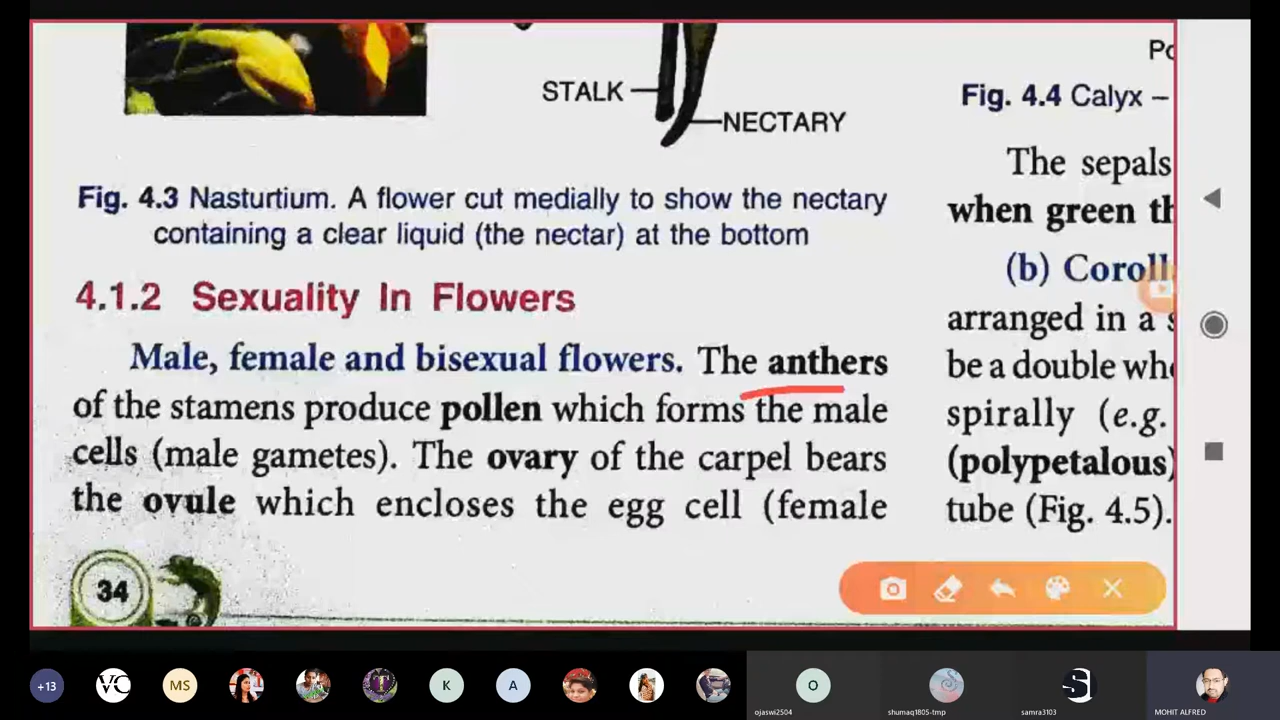 STALK
NECTARY
Fig. 4.3 Nasturtium. A flower cut medially to show the nectary
containing a clear liquid (the nectar) at the bottom
4.1.2 Sexuality In Flowers
Male, female and bisexual flowers. The anthers
of the stamens produce pollen which forms the male
cells (male gametes). The ovary of the carpel bears
the ovule which encloses the egg cell (female
34
Po
Fig. 4.4 Calyx –
The sepals
when green th
(b) Coroll
arranged in a s
be a double who
spirally (e.g.
(polypetalous)
tube (Fig. 4.5).
+13
VC
MS
T
K
A
O
S
ojaswi2504
shumaq1805-tmp
samra3103
MOHIT ALFRED